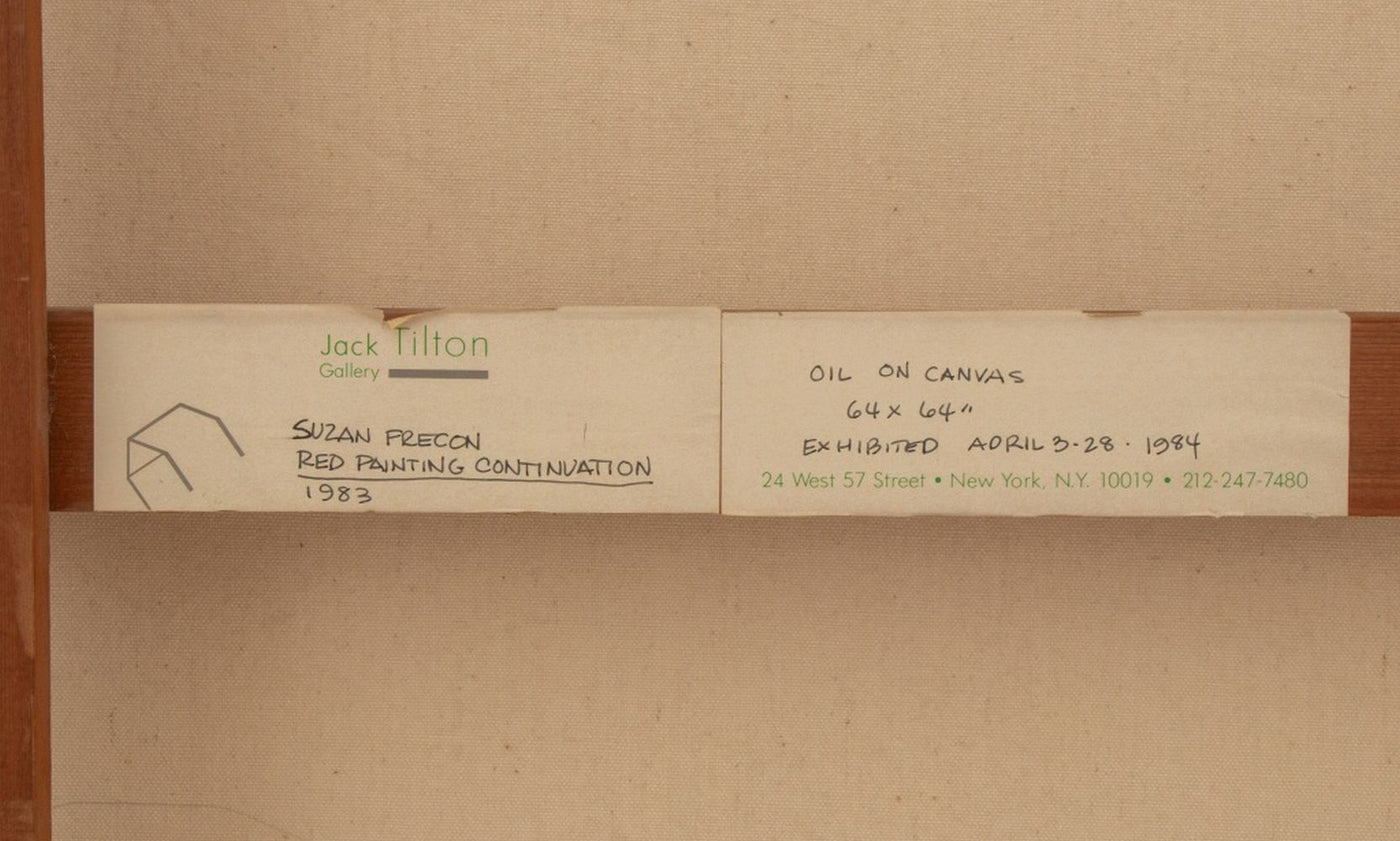 Jack Tilton
Gallery
SUZAN FRECON
RED PAINTING CONTINUATION
1983
OIL ON CANVAS
64 x 64"
EXHIBITED APRIL 3-28 · 1984
24 West 57 Street • New York, N.Y. 10019 • 212-247-7480